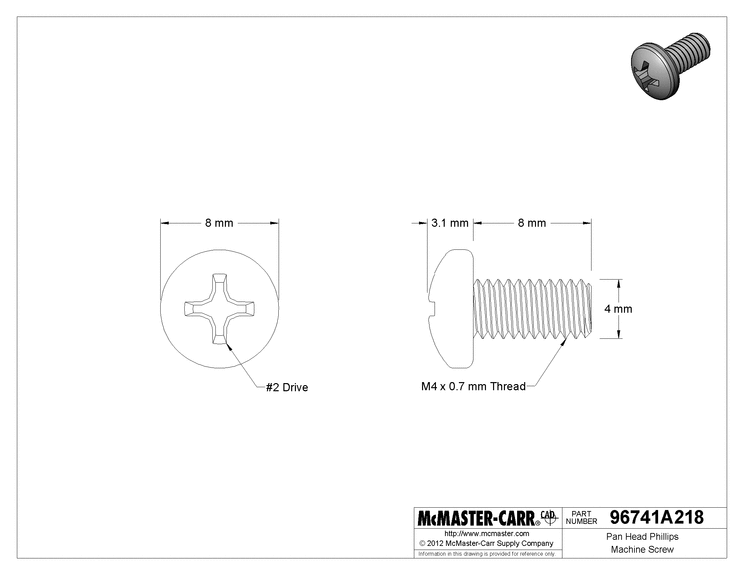 8 mm
3.1 mm
8 mm
4 mm
#2 Drive
M4 x 0.7 mm Thread
McMASTER-CARR® CAD
http://www.mcmaster.com
© 2012 McMaster-Carr Supply Company
Information in this drawing is provided for reference only.
PART
NUMBER
96741A218
Pan Head Phillips
Machine Screw